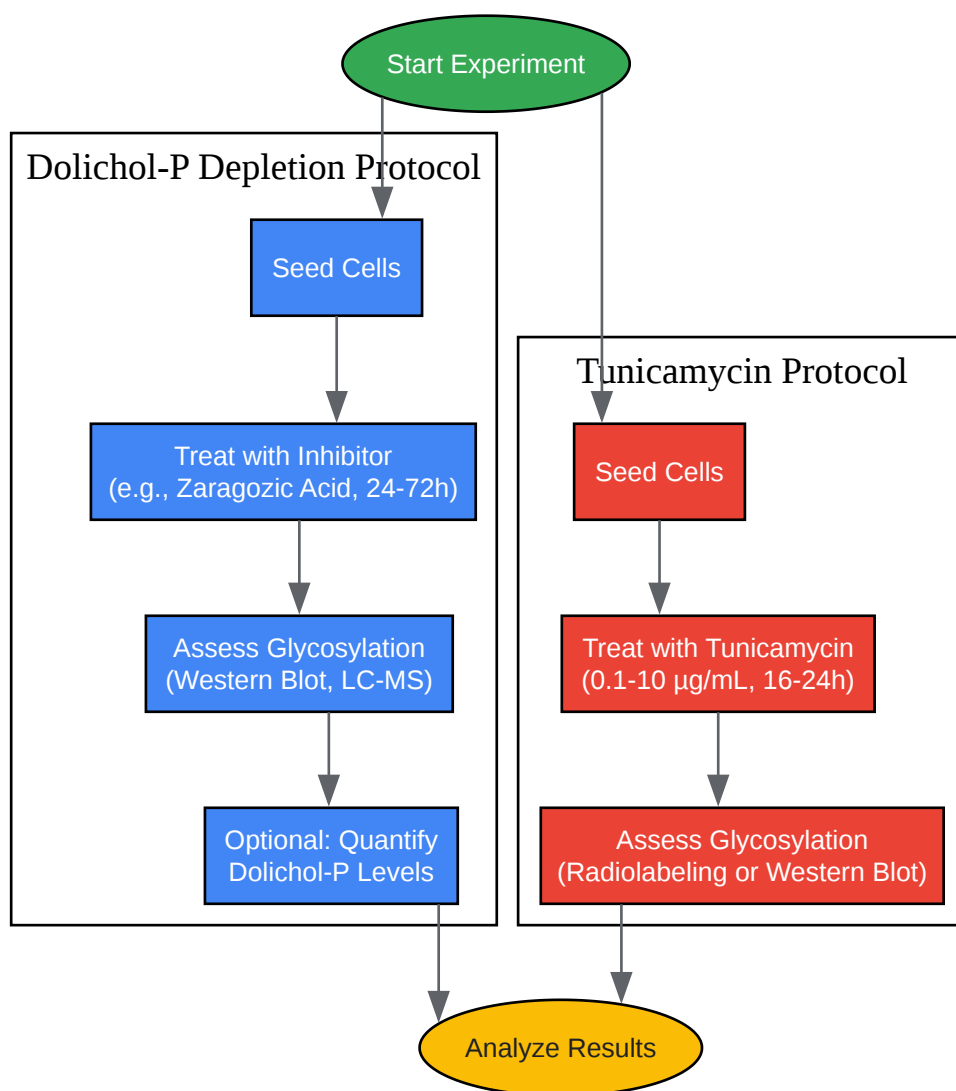 Start Experiment
Dolichol-P Depletion Protocol
Seed Cells
Treat with Inhibitor
(e.g., Zaragozic Acid, 24-72h)
Assess Glycosylation
(Western Blot, LC-MS)
Optional: Quantify
Dolichol-P Levels
Tunicamycin Protocol
Seed Cells
Treat with Tunicamycin
(0.1-10 µg/mL, 16-24h)
Assess Glycosylation
(Radiolabeling or Western Blot)
Analyze Results